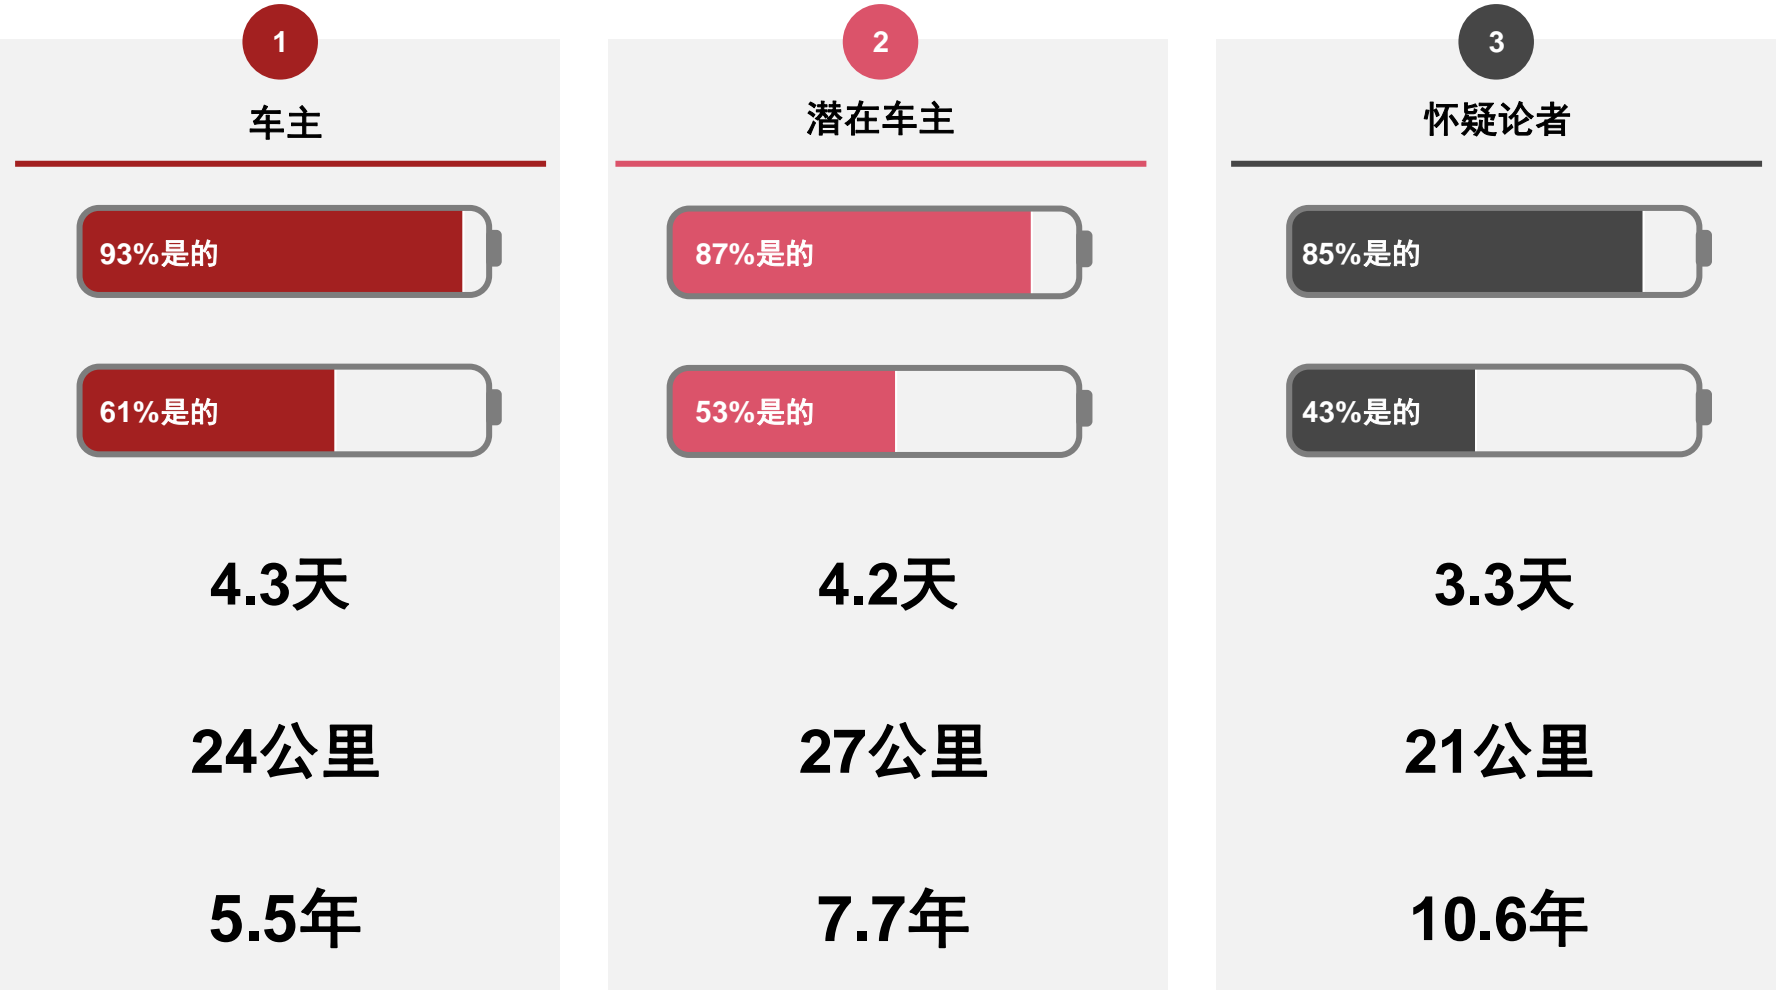 1
车主
93%是的
61%是的
4.3天
24公里
5.5年
2
潜在车主
87%是的
53%是的
4.2天
27公里
7.7年
3
怀疑论者
85%是的
43%是的
3.3天
21公里
10.6年